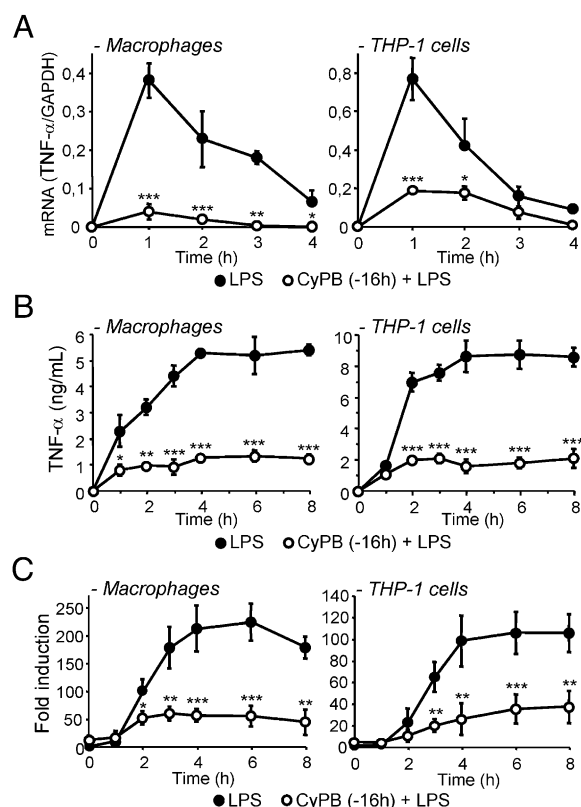 A
- Macrophages
- THP-1 cells
mRNA (TNF-α/GAPDH)
0,4
0,3
0,2
0,1
0
0 1 2 3 4
Time (h)
*** *** ** *
0,8
0,6
0,4
0,2
0
0 1 2 3 4
Time (h)
*** *
LPS CyPB (-16h) + LPS
B
- Macrophages
- THP-1 cells
TNF-α (ng/mL)
6
5
4
3
2
1
0
0 2 4 6 8
Time (h)
* ** *** *** *** ***
10
8
6
4
2
0
0 2 4 6 8
Time (h)
*** *** *** *** ***
LPS CyPB (-16h) + LPS
C
- Macrophages
- THP-1 cells
Fold induction
250
200
150
100
50
0
0 2 4 6 8
Time (h)
* ** *** *** **
140
120
100
80
60
40
20
0
0 2 4 6 8
Time (h)
** ** *** **
LPS CyPB (-16h) + LPS